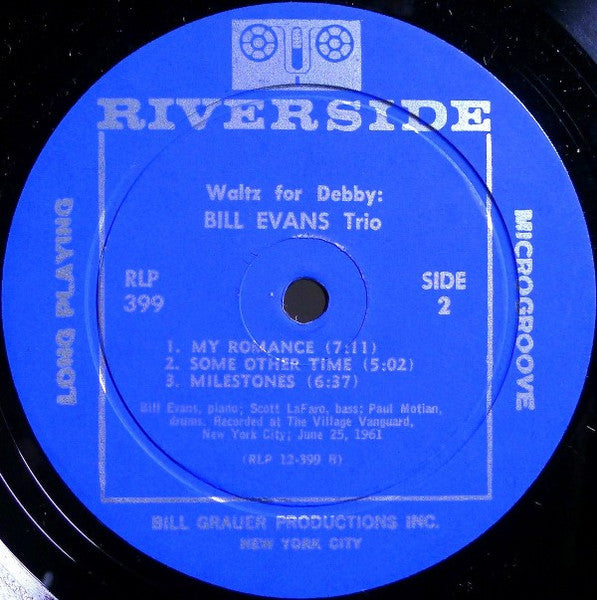 RIVERSIDE
Waltz for Debby:
BILL EVANS Trio
LONG PLAYING
MICROGROOVE
RLP
399
SIDE
2
1. MY ROMANCE (7:11)
2. SOME OTHER TIME (5:02)
3. MILESTONES (6:37)
Bill Evans, piano; Scott LaFaro, bass; Paul Motian,
drums. Recorded at The Village Vanguard,
New York City; June 25, 1961
(RLP 12-399 B)
BILL GRAUER PRODUCTIONS INC.
NEW YORK CITY